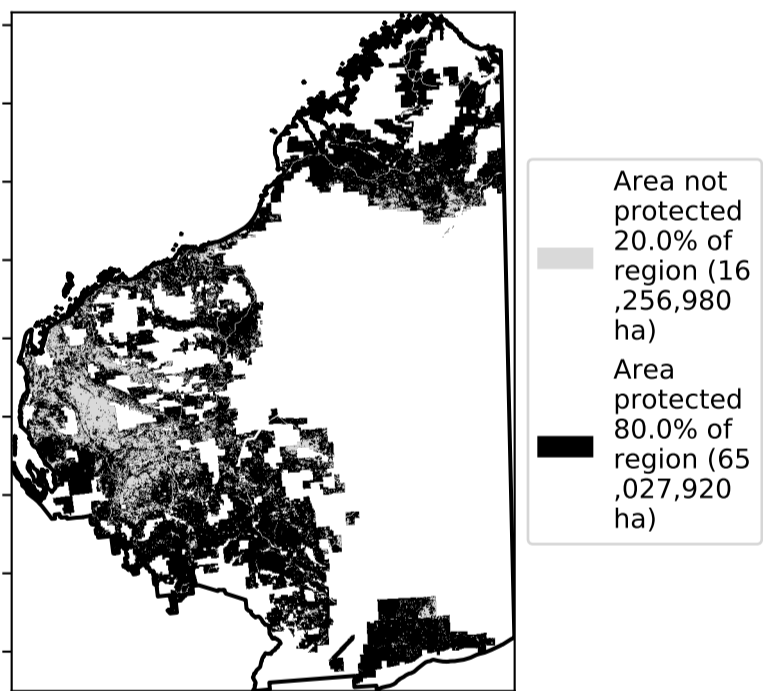 Area not
protected
20.0% of
region (16
,256,980
ha)
Area
protected
80.0% of
region (65
,027,920
ha)